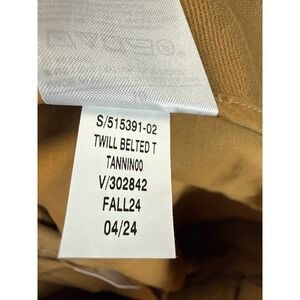 S/515391-02
TWILL BELTED T
TANNIN00
V/302842
FALL24
04/24